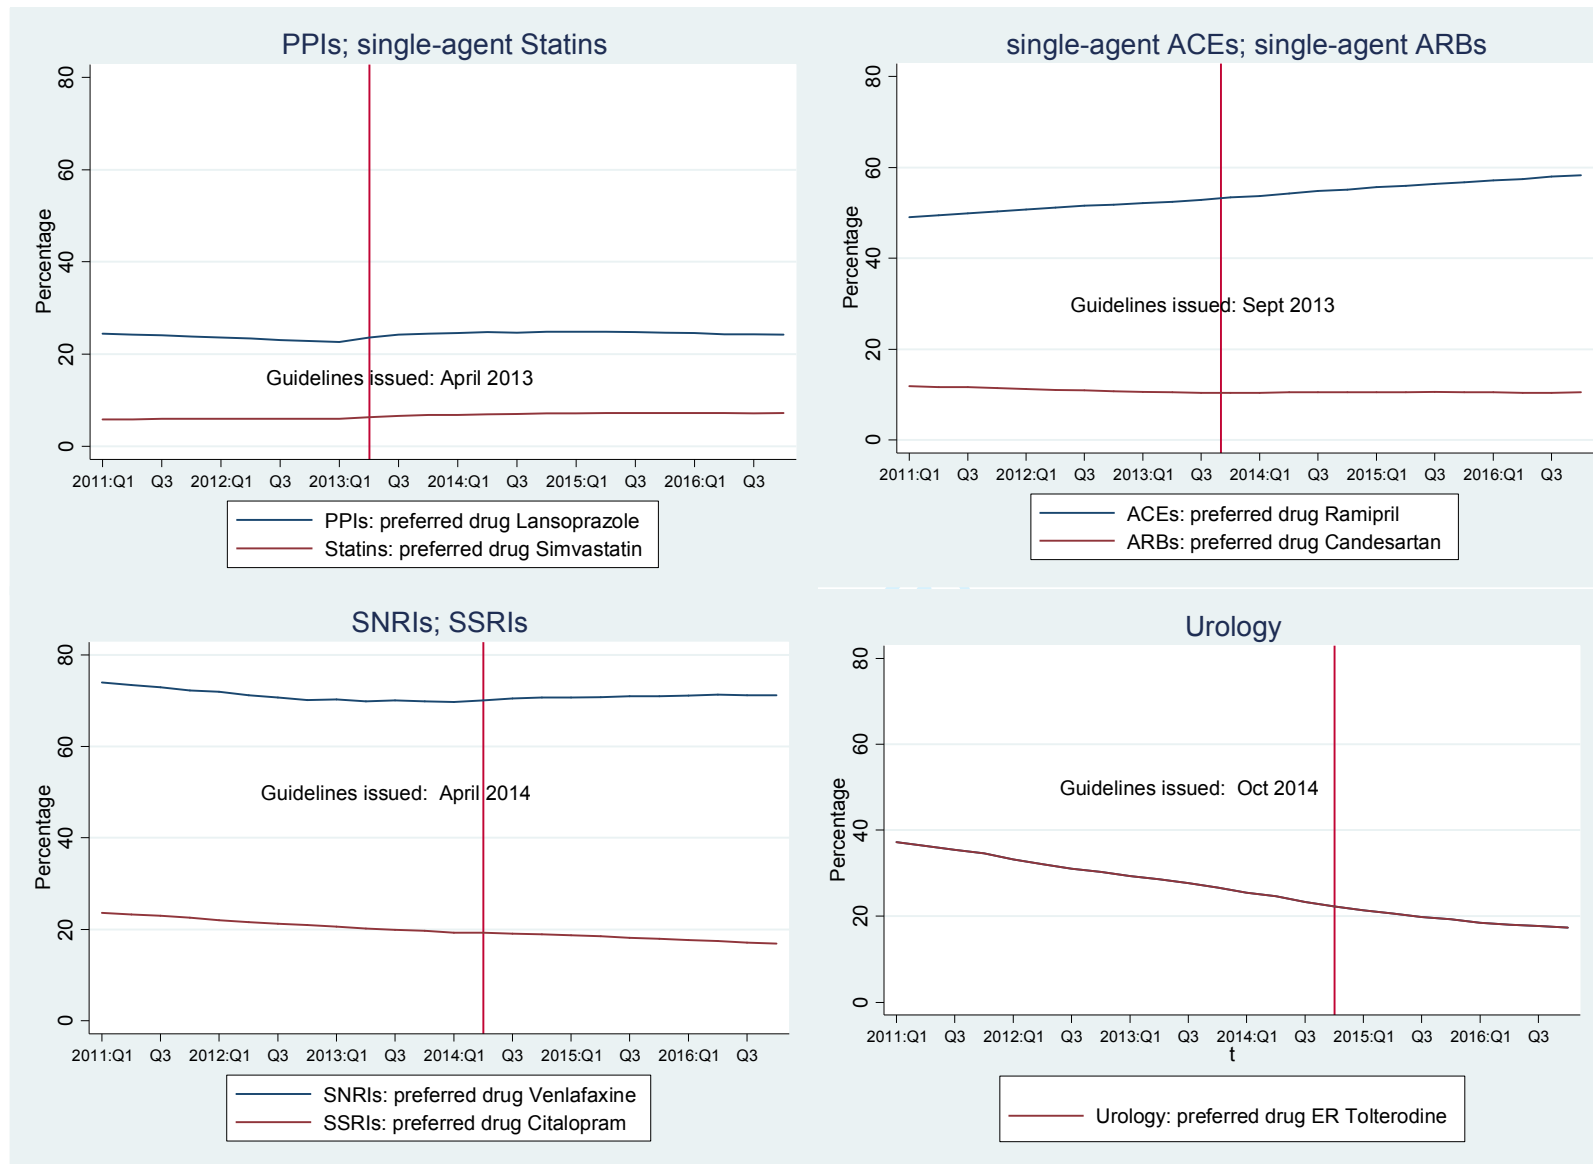 PPIs; single-agent Statins
80
60
40
20
0
Percentage
Guidelines issued: April 2013
2011:Q1 Q3 2012:Q1 Q3 2013:Q1 Q3 2014:Q1 Q3 2015:Q1 Q3 2016:Q1 Q3
PPIs: preferred drug Lansoprazole
Statins: preferred drug Simvastatin
single-agent ACEs; single-agent ARBs
80
60
40
20
0
Percentage
Guidelines issued: Sept 2013
2011:Q1 Q3 2012:Q1 Q3 2013:Q1 Q3 2014:Q1 Q3 2015:Q1 Q3 2016:Q1 Q3
ACEs: preferred drug Ramipril
ARBs: preferred drug Candesartan
SNRIs; SSRIs
80
60
40
20
0
Percentage
Guidelines issued: April 2014
2011:Q1 Q3 2012:Q1 Q3 2013:Q1 Q3 2014:Q1 Q3 2015:Q1 Q3 2016:Q1 Q3
SNRIs: preferred drug Venlafaxine
SSRIs: preferred drug Citalopram
Urology
80
60
40
20
0
Percentage
Guidelines issued: Oct 2014
2011:Q1 Q3 2012:Q1 Q3 2013:Q1 Q3 2014:Q1 Q3 2015:Q1 Q3 2016:Q1 Q3
t
Urology: preferred drug ER Tolterodine